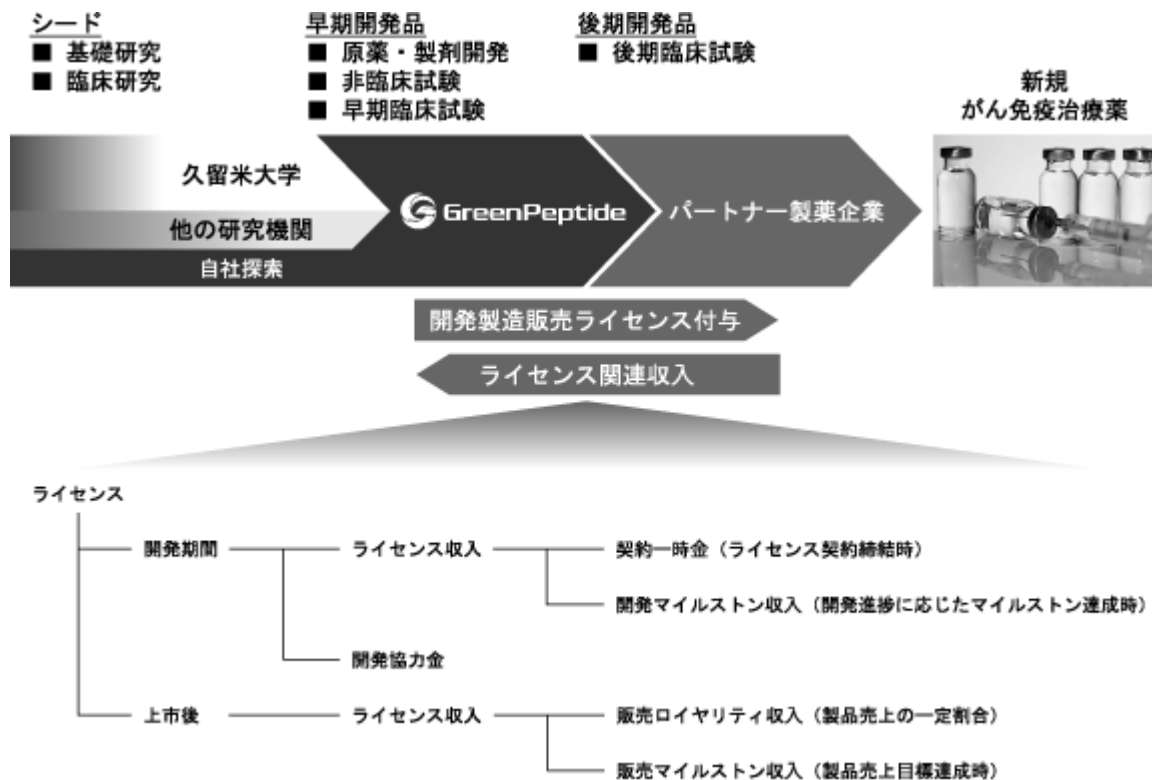 シード
■ 基礎研究
■ 臨床研究
早期開発品
■ 原薬・製剤開発
■ 非臨床試験
■ 早期臨床試験
後期開発品
■ 後期臨床試験
新規
がん免疫治療薬
久留米大学
他の研究機関
自社探索
GreenPeptide
パートナー製薬企業
開発製造販売ライセンス付与
ライセンス関連収入
ライセンス
開発期間
ライセンス収入
契約一時金（ライセンス契約締結時）
開発マイルストン収入（開発進捗に応じたマイルストン達成時）
開発協力金
上市後
ライセンス収入
販売ロイヤリティ収入（製品売上の一定割合）
販売マイルストン収入（製品売上目標達成時）